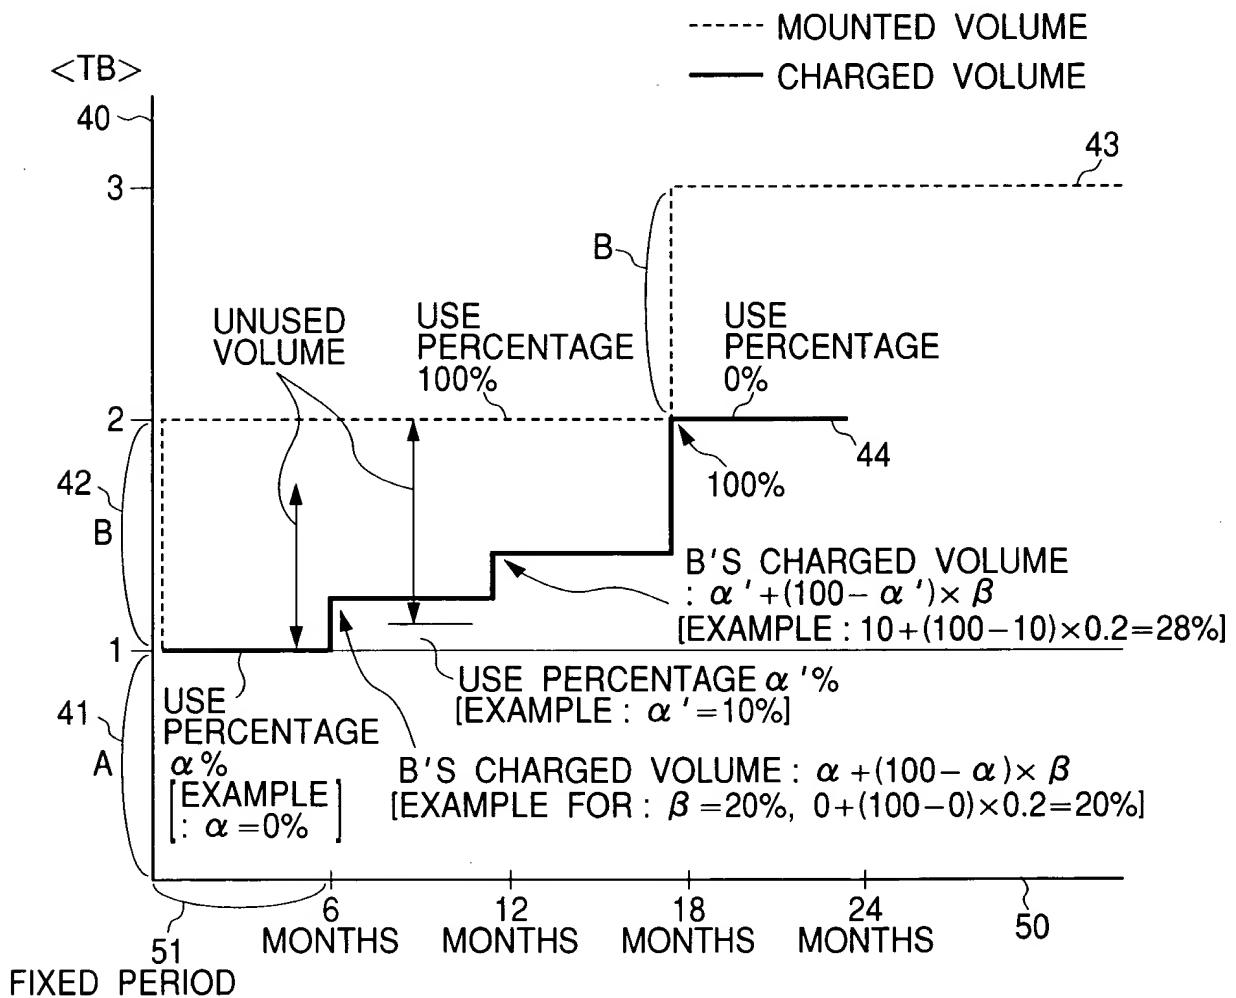 MOUNTED VOLUME
CHARGED VOLUME
<TB>
40
3
43
B
UNUSED
VOLUME
USE
PERCENTAGE
100%
USE
PERCENTAGE
0%
2
44
100%
42
B
B'S CHARGED VOLUME
: α'+(100-α')× β
[EXAMPLE : 10+(100-10)×0.2=28%]
1
USE PERCENTAGE α'%
[EXAMPLE : α'=10%]
41
A
USE
PERCENTAGE
α%
[EXAMPLE
: α=0%]
B'S CHARGED VOLUME : α+(100-α)× β
[EXAMPLE FOR : β=20%, 0+(100-0)×0.2=20%]
6
MONTHS
12
MONTHS
18
MONTHS
24
MONTHS
50
51
FIXED PERIOD